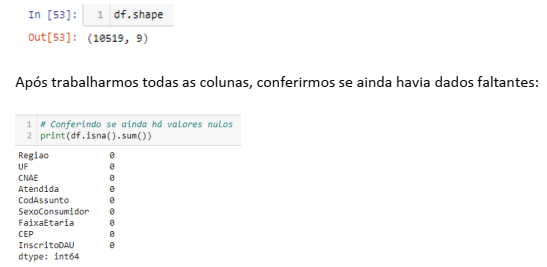 In [53]: 1 df.shape
Out[53]: (10519, 9)
Após trabalharmos todas as colunas, conferirmos se ainda havia dados faltantes:
1 # Conferindo se ainda há valores nulos
2 print(df.isna().sum())
Regiao 0
UF 0
CNAE 0
Atendida 0
CodAssunto 0
SexoConsumidor 0
FaixaEtaria 0
CEP 0
InscritoDAU 0
dtype: int64